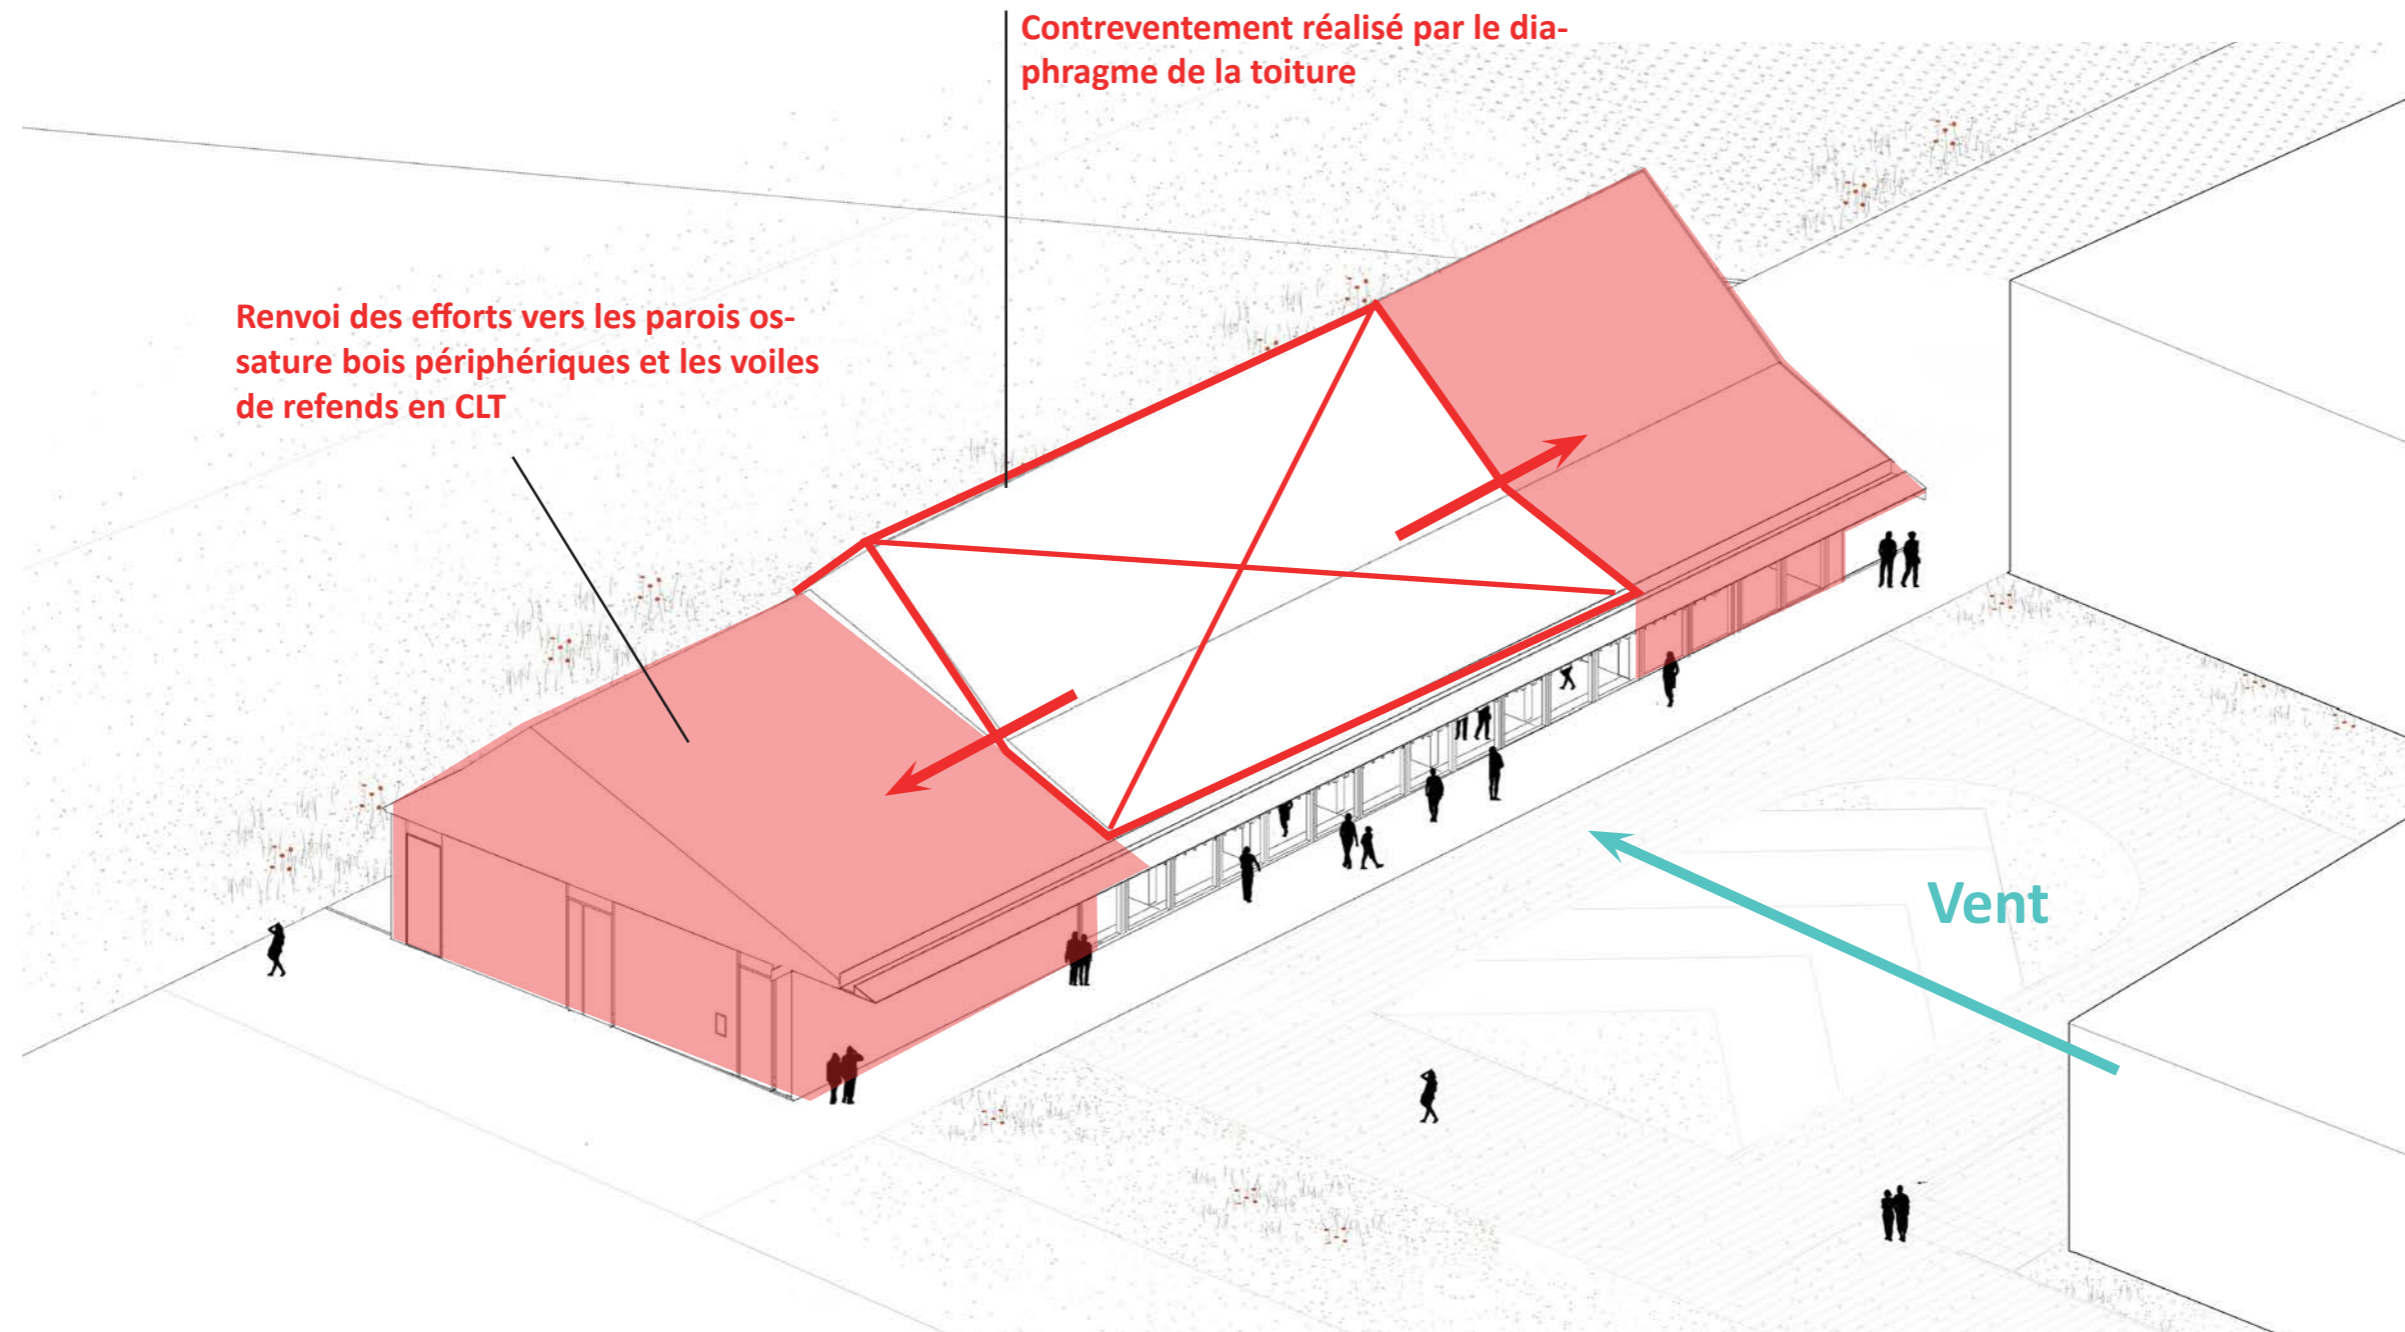 Contreventement réalisé par le dia-
phragme de la toiture
Renvoi des efforts vers les parois os-
sature bois périphériques et les voiles
de refends en CLT
Vent